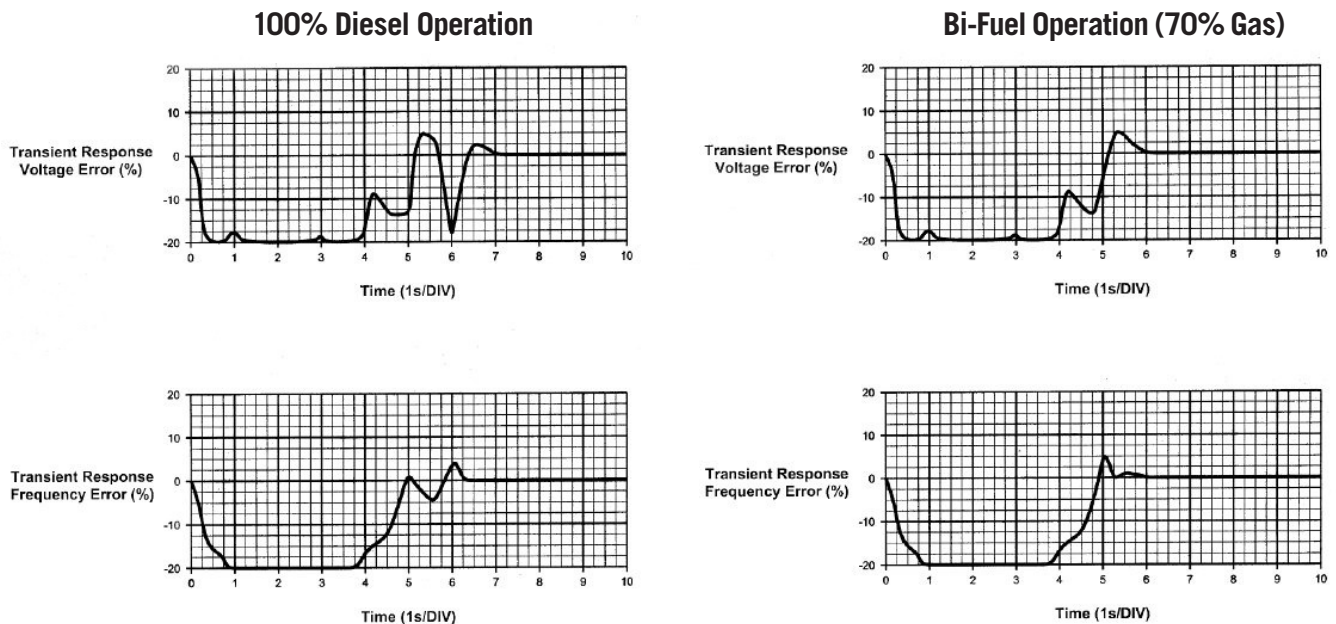 100% Diesel Operation
Bi-Fuel Operation (70% Gas)
Transient Response
Voltage Error (%)
20
10
0
-10
-20
0 1 2 3 4 5 6 7 8 9 10
Time (1s/DIV)
Transient Response
Voltage Error (%)
20
10
0
-10
-20
0 1 2 3 4 5 6 7 8 9 10
Time (1s/DIV)
Transient Response
Frequency Error (%)
20
10
0
-10
-20
0 1 2 3 4 5 6 7 8 9 10
Time (1s/DIV)
Transient Response
Frequency Error (%)
20
10
0
-10
-20
0 1 2 3 4 5 6 7 8 9 10
Time (1s/DIV)